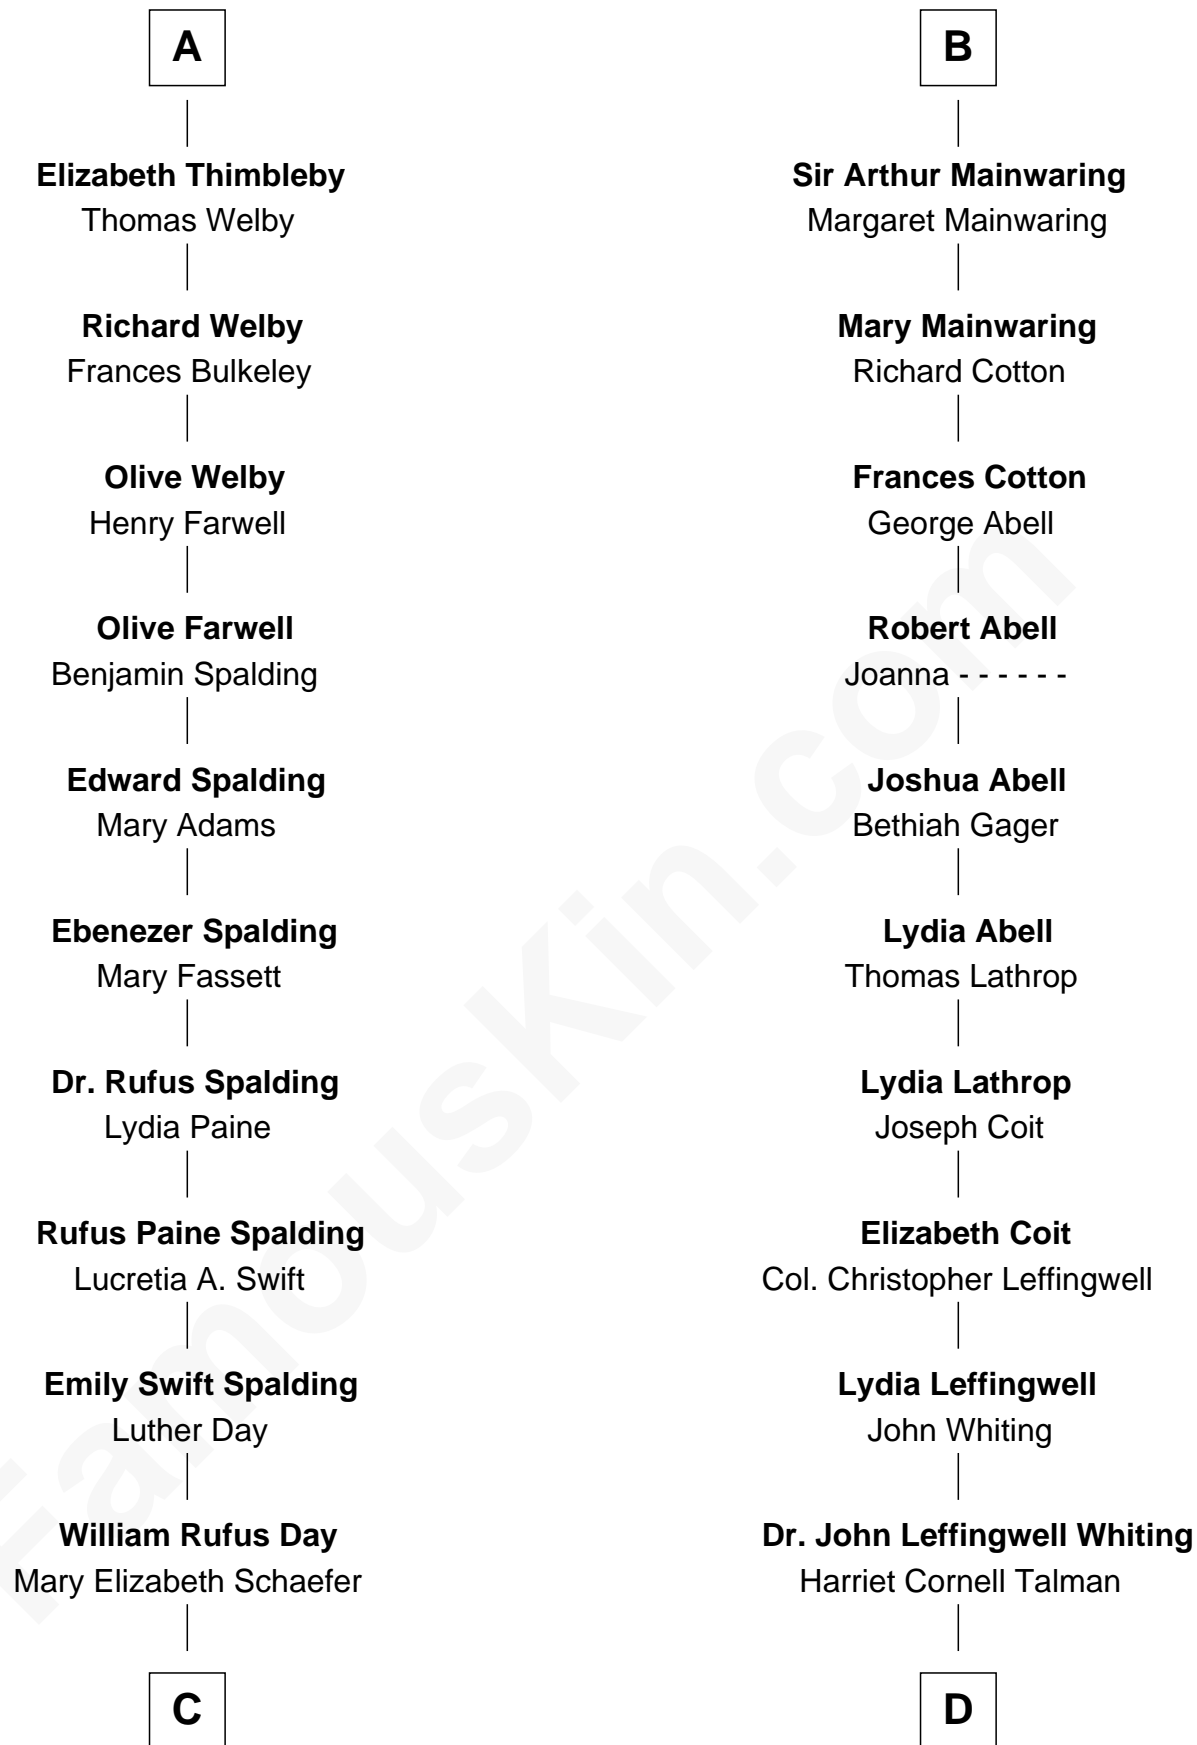 A
Elizabeth Thimbleby
Thomas Welby
Richard Welby
Frances Bulkeley
Olive Welby
Henry Farwell
Olive Farwell
Benjamin Spalding
Edward Spalding
Mary Adams
Ebenezer Spalding
Mary Fassett
Dr. Rufus Spalding
Lydia Paine
Rufus Paine Spalding
Lucretia A. Swift
Emily Swift Spalding
Luther Day
William Rufus Day
Mary Elizabeth Schaefer
C
B
Sir Arthur Mainwaring
Margaret Mainwaring
Mary Mainwaring
Richard Cotton
Frances Cotton
George Abell
Robert Abell
Joanna - - - - - -
Joshua Abell
Bethiah Gager
Lydia Abell
Thomas Lathrop
Lydia Lathrop
Joseph Coit
Elizabeth Coit
Col. Christopher Leffingwell
Lydia Leffingwell
John Whiting
Dr. John Leffingwell Whiting
Harriet Cornell Talman
D
FamousKin.com